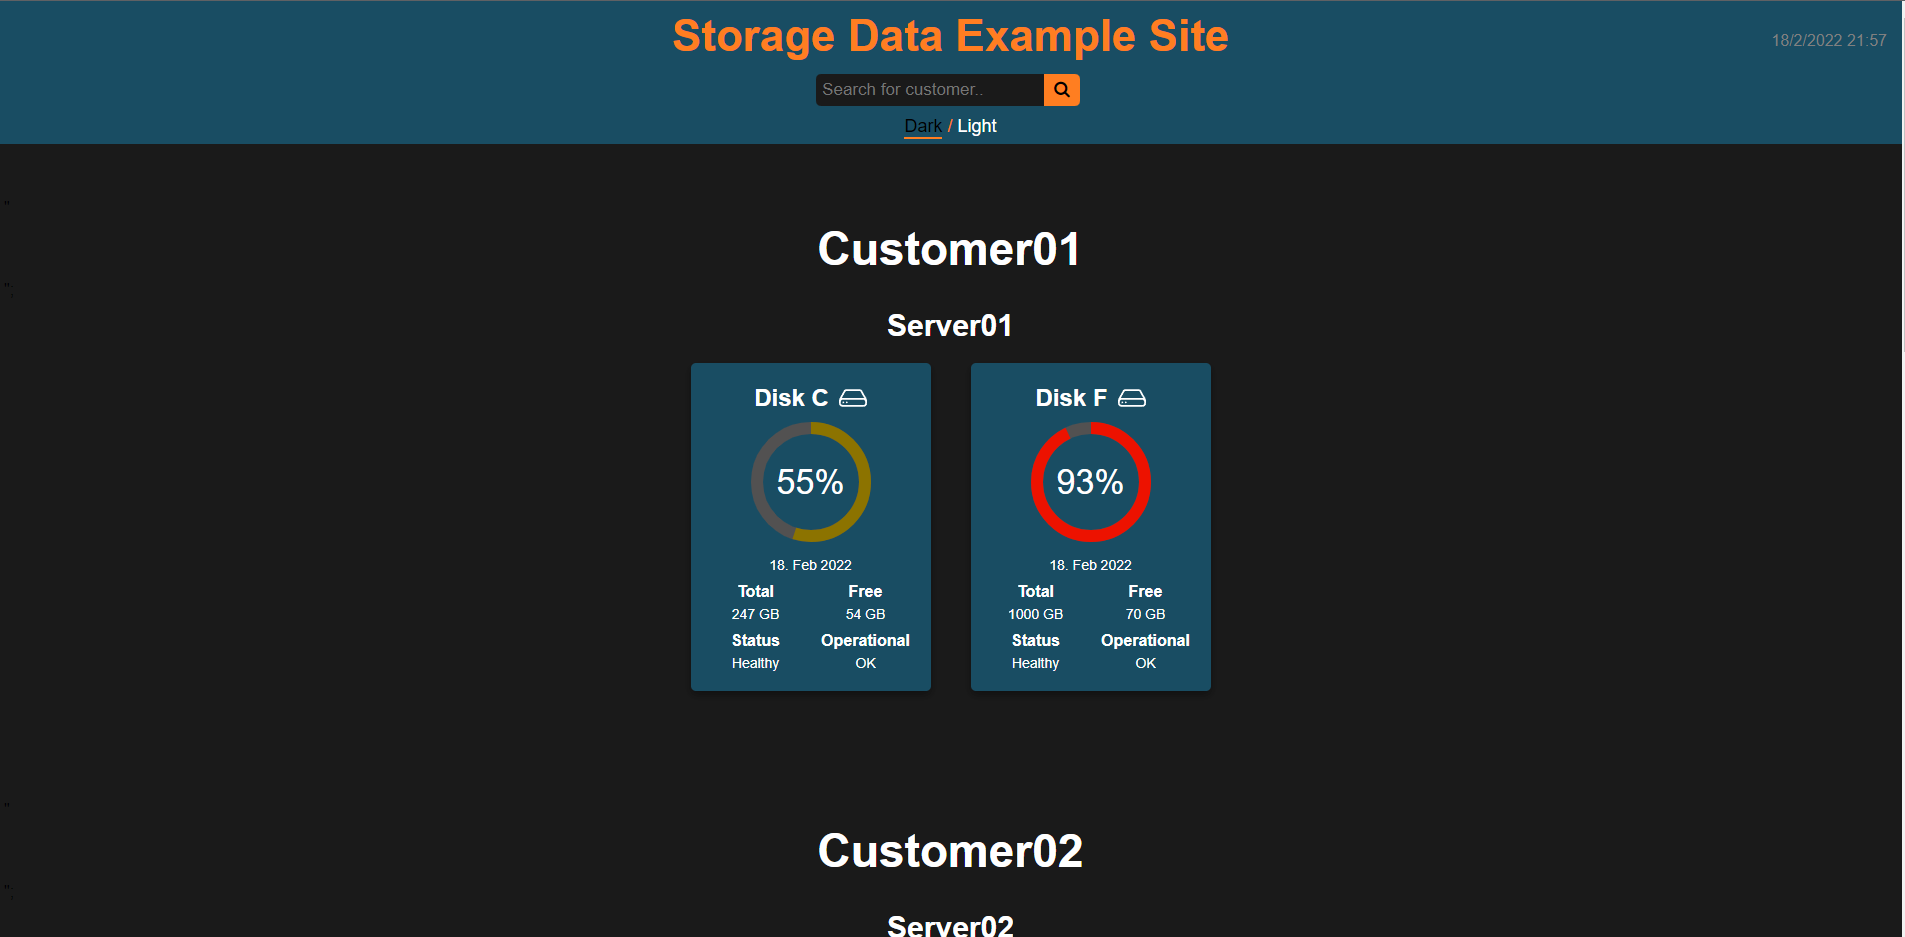 Storage Data Example Site
18/2/2022 21:57
Search for customer..
Dark / Light
"
Customer01
";
Server01
Disk C
55%
18. Feb 2022
Total Free
247 GB 54 GB
Status Operational
Healthy OK
Disk F
93%
18. Feb 2022
Total Free
1000 GB 70 GB
Status Operational
Healthy OK
"
Customer02
";
Server02